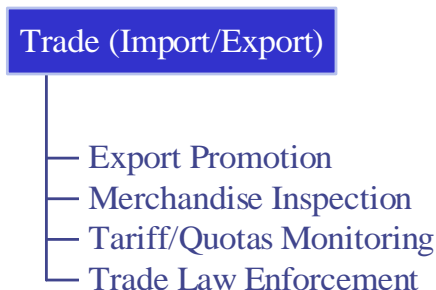 Trade (Import/Export)
Export Promotion
Merchandise Inspection
Tariff/Quotas Monitoring
Trade Law Enforcement